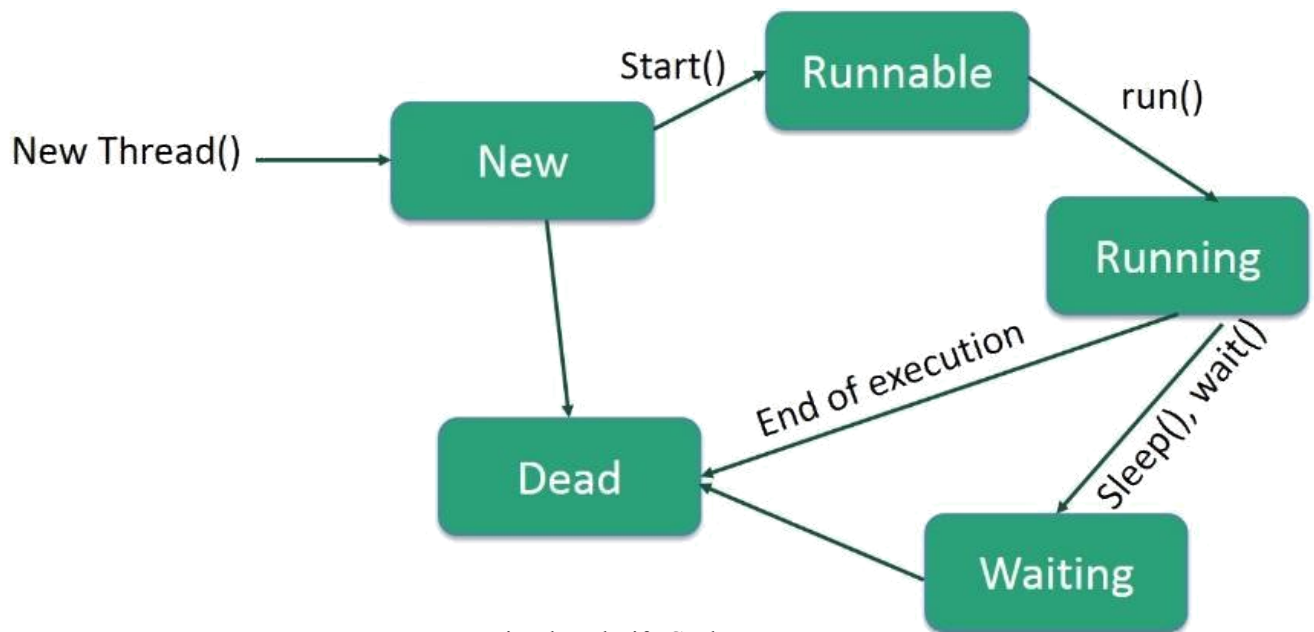 New Thread()
New
Start()
Runnable
run()
Running
End of execution
Sleep(), wait()
Dead
Waiting